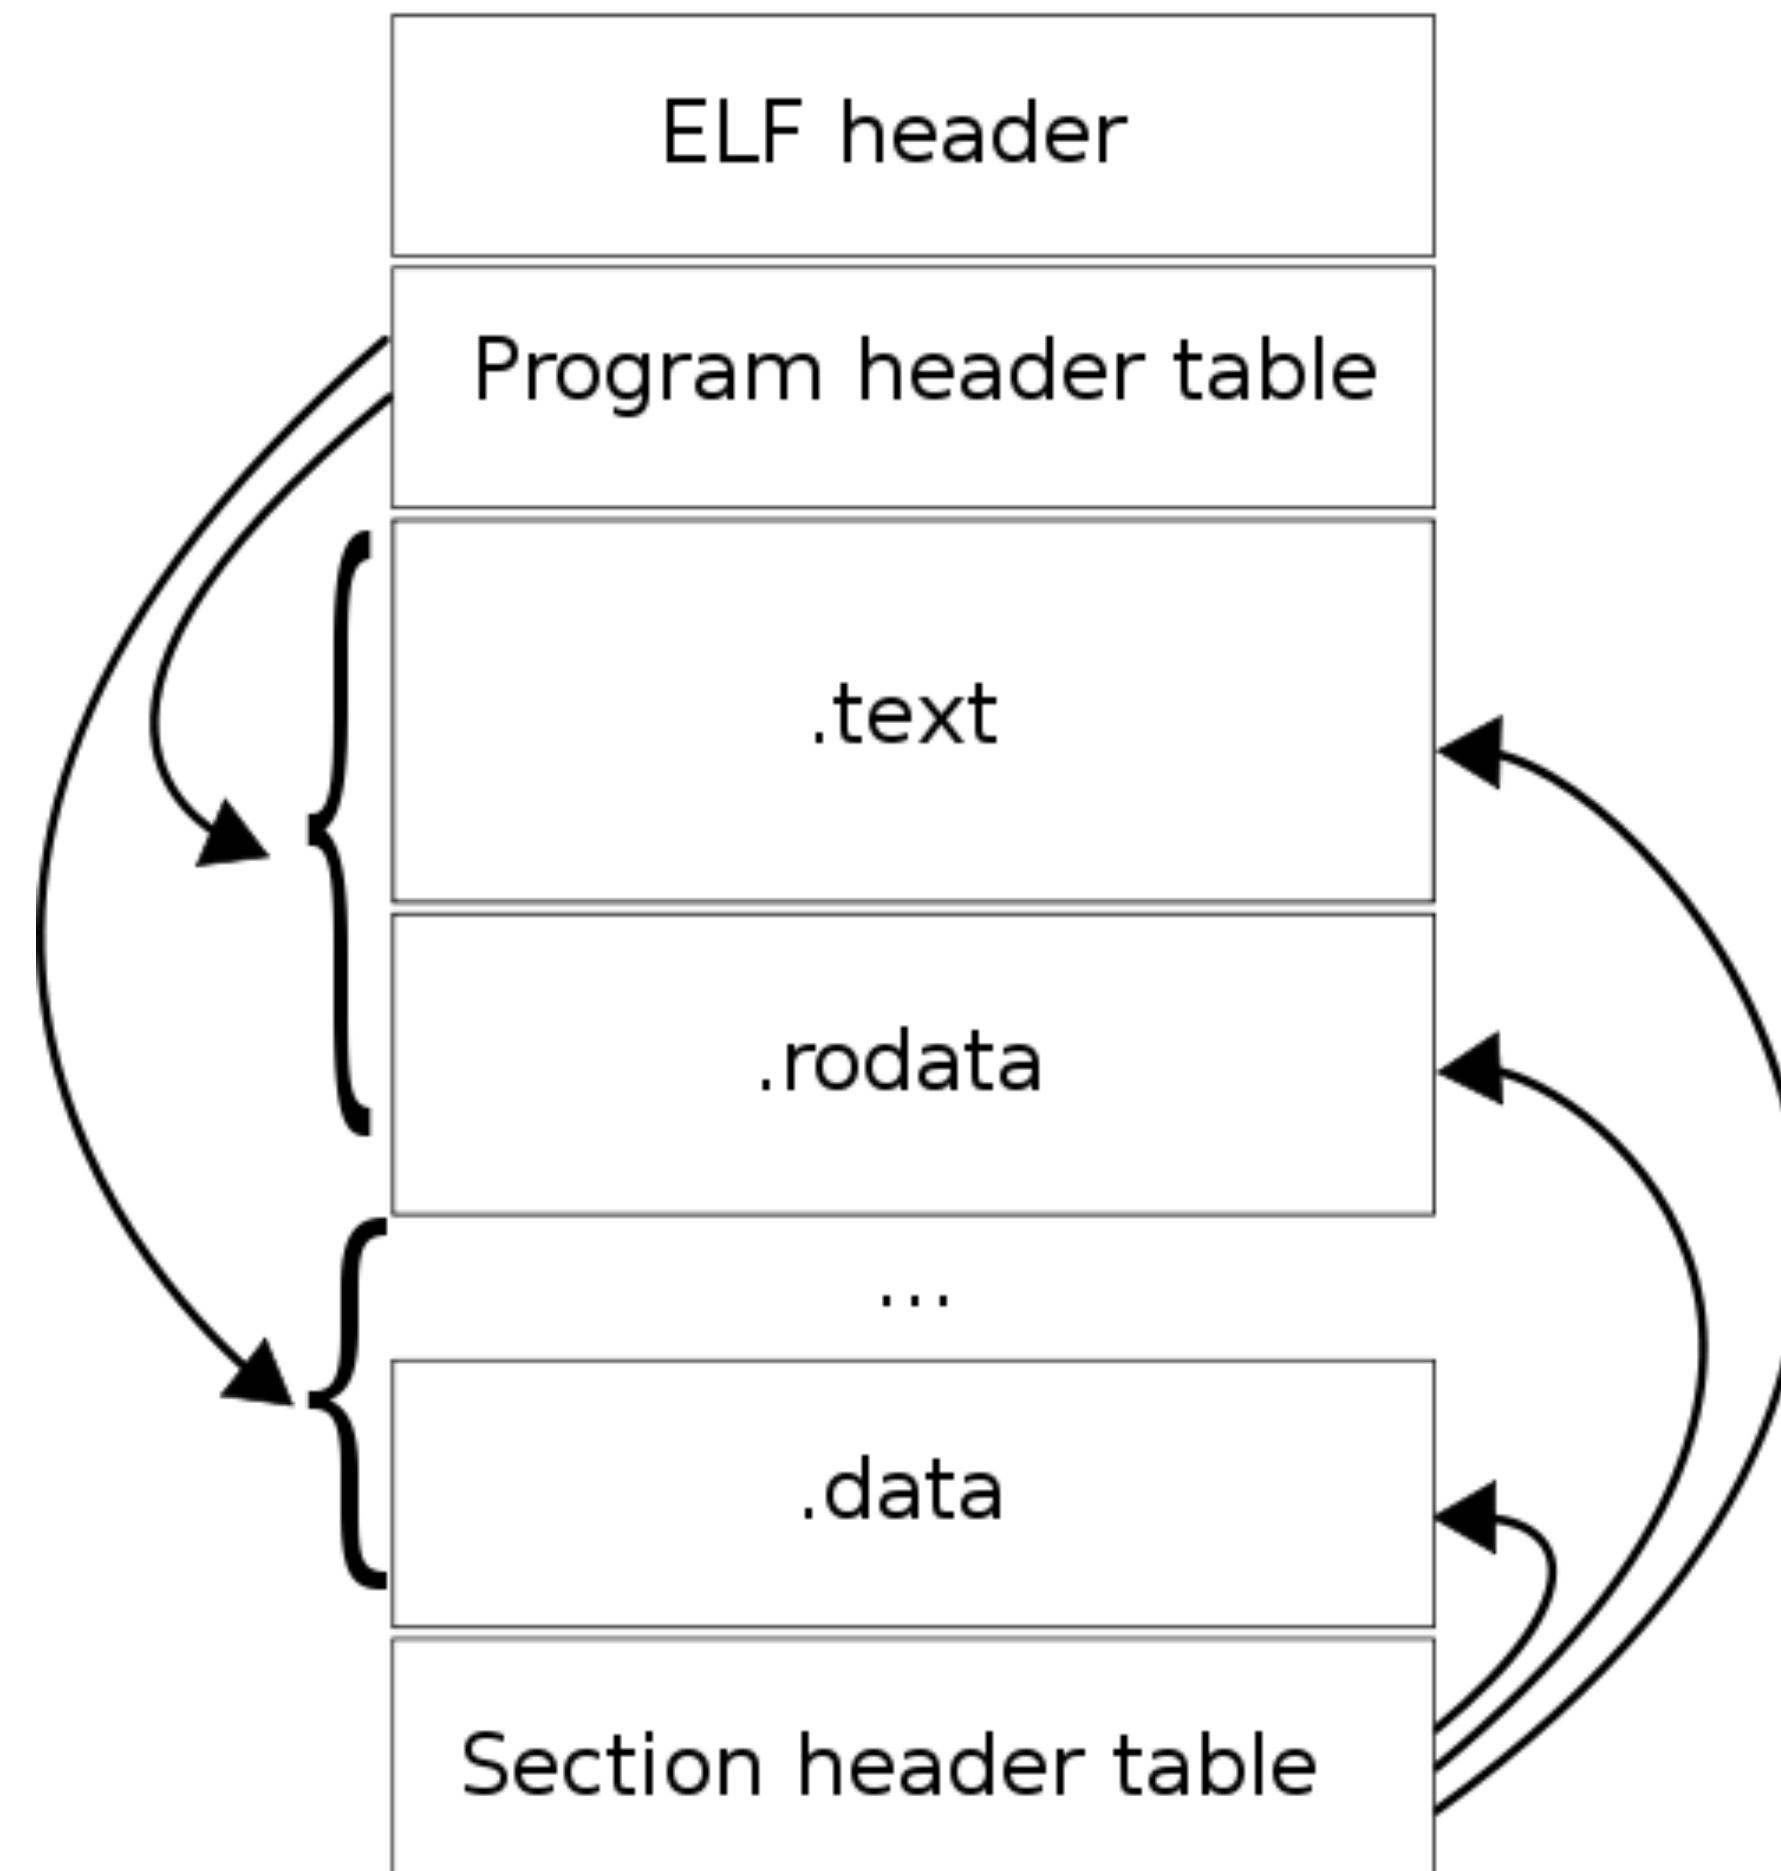 ELF header
Program header table
.text
.rodata
...
.data
Section header table